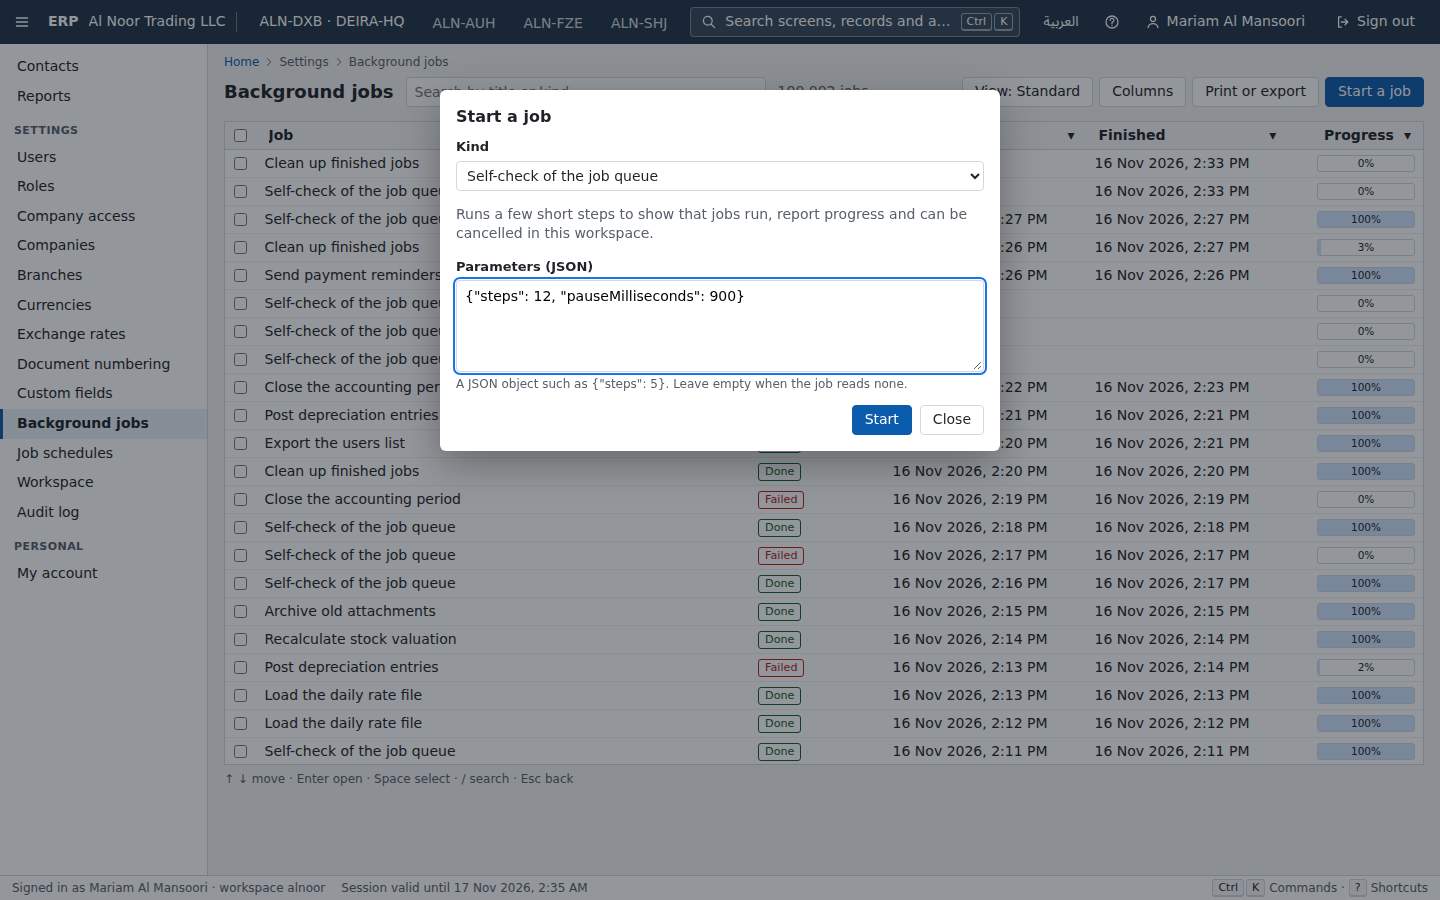 ERP Al Noor Trading LLC ALN-DXB · DEIRA-HQ ALN-AUH ALN-FZE ALN-SHJ Search screens, records and a… Ctrl K العربية Mariam Al Mansoori Sign out
Contacts
Reports
SETTINGS
Users
Roles
Company access
Companies
Branches
Currencies
Exchange rates
Document numbering
Custom fields
Background jobs
Job schedules
Workspace
Audit log
PERSONAL
My account
Home > Settings > Background jobs
Background jobs View: Standard Columns Print or export Start a job
Start a job
Kind
Self-check of the job queue
Runs a few short steps to show that jobs run, report progress and can be
cancelled in this workspace.
Parameters (JSON)
{"steps": 12, "pauseMilliseconds": 900}
A JSON object such as {"steps": 5}. Leave empty when the job reads none.
Start Close
Job Finished Progress
Clean up finished jobs 16 Nov 2026, 2:33 PM 0%
Self-check of the job 16 Nov 2026, 2:33 PM 0%
Self-check of the job :27 PM 16 Nov 2026, 2:27 PM 100%
Clean up finished jobs :26 PM 16 Nov 2026, 2:27 PM 3%
Send payment reminders :26 PM 16 Nov 2026, 2:26 PM 100%
Self-check of the job 0%
Self-check of the job 0%
Self-check of the job 0%
Close the accounting :22 PM 16 Nov 2026, 2:23 PM 100%
Post depreciation entries :21 PM 16 Nov 2026, 2:21 PM 100%
Export the users list :20 PM 16 Nov 2026, 2:21 PM 100%
Clean up finished jobs Done 16 Nov 2026, 2:20 PM 16 Nov 2026, 2:20 PM 100%
Close the accounting period Failed 16 Nov 2026, 2:19 PM 16 Nov 2026, 2:19 PM 0%
Self-check of the job queue Done 16 Nov 2026, 2:18 PM 16 Nov 2026, 2:18 PM 100%
Self-check of the job queue Failed 16 Nov 2026, 2:17 PM 16 Nov 2026, 2:17 PM 0%
Self-check of the job queue Done 16 Nov 2026, 2:16 PM 16 Nov 2026, 2:17 PM 100%
Archive old attachments Done 16 Nov 2026, 2:15 PM 16 Nov 2026, 2:15 PM 100%
Recalculate stock valuation Done 16 Nov 2026, 2:14 PM 16 Nov 2026, 2:14 PM 100%
Post depreciation entries Failed 16 Nov 2026, 2:13 PM 16 Nov 2026, 2:14 PM 2%
Load the daily rate file Done 16 Nov 2026, 2:13 PM 16 Nov 2026, 2:13 PM 100%
Load the daily rate file Done 16 Nov 2026, 2:12 PM 16 Nov 2026, 2:12 PM 100%
Self-check of the job queue Done 16 Nov 2026, 2:11 PM 16 Nov 2026, 2:11 PM 100%
↑ ↓ move · Enter open · Space select · / search · Esc back
Signed in as Mariam Al Mansoori · workspace alnoor Session valid until 17 Nov 2026, 2:35 AM Ctrl K Commands · ? Shortcuts